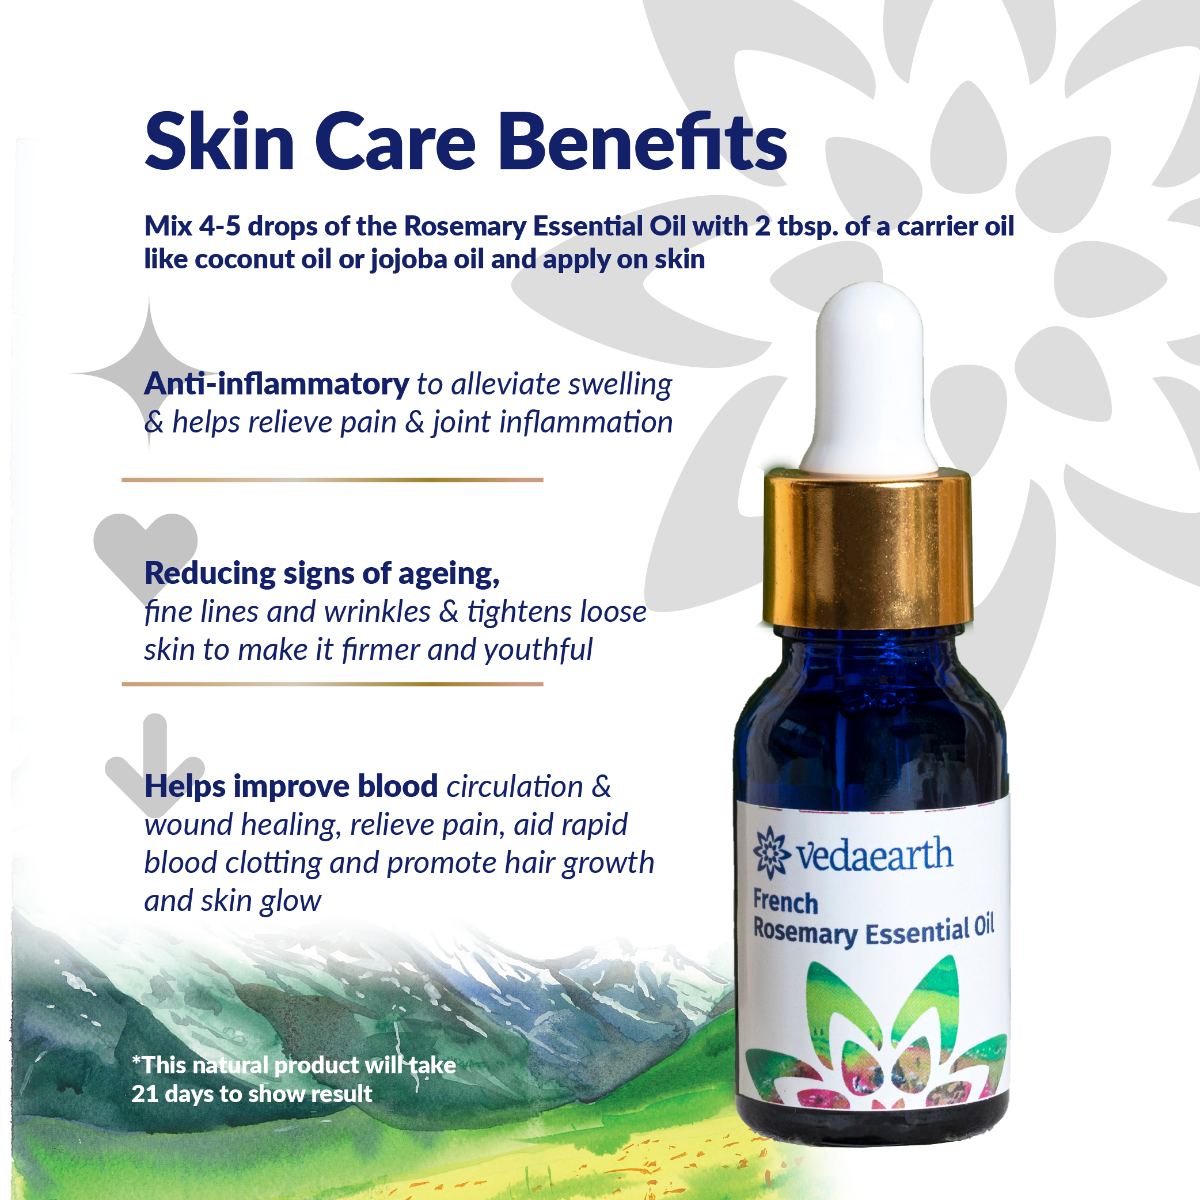 Skin Care Benefits
Mix 4-5 drops of the Rosemary Essential Oil with 2 tbsp. of a carrier oil
like coconut oil or jojoba oil and apply on skin
Anti-inflammatory to alleviate swelling
& helps relieve pain & joint inflammation
Reducing signs of ageing,
fine lines and wrinkles & tightens loose
skin to make it firmer and youthful
Helps improve blood circulation &
wound healing, relieve pain, aid rapid
blood clotting and promote hair growth
and skin glow
*This natural product will take
21 days to show result
vedaearth
French
Rosemary Essential Oil